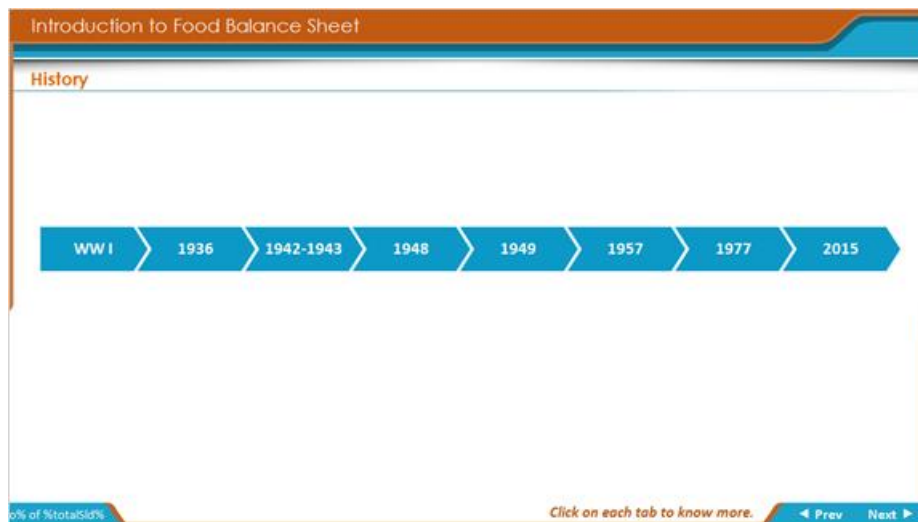 Introduction to Food Balance Sheet
History
WW I 1936 1942-1943 1948 1949 1957 1977 2015
o% of %totalSld% Click on each tab to know more. ◄ Prev Next ►